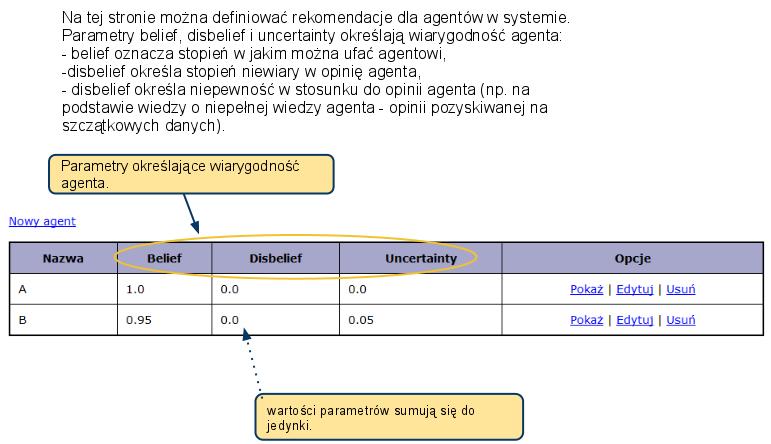 Na tej stronie można definiować rekomendacje dla agentów w systemie.
Parametry belief, disbelief i uncertainty określają wiarygodność agenta:
- belief oznacza stopień w jakim można ufać agentowi,
-disbelief określa stopień niewiary w opinię agenta,
- disbelief określa niepewność w stosunku do opinii agenta (np. na
podstawie wiedzy o niepełnej wiedzy agenta - opinii pozyskiwanej na
szczątkowych danych).
Parametry określające wiarygodność
agenta.
Nowy agent
Nazwa Belief Disbelief Uncertainty Opcje
A 1.0 0.0 0.0 Pokaż | Edytuj | Usuń
B 0.95 0.0 0.05 Pokaż | Edytuj | Usuń
wartości parametrów sumują się do
jedynki.